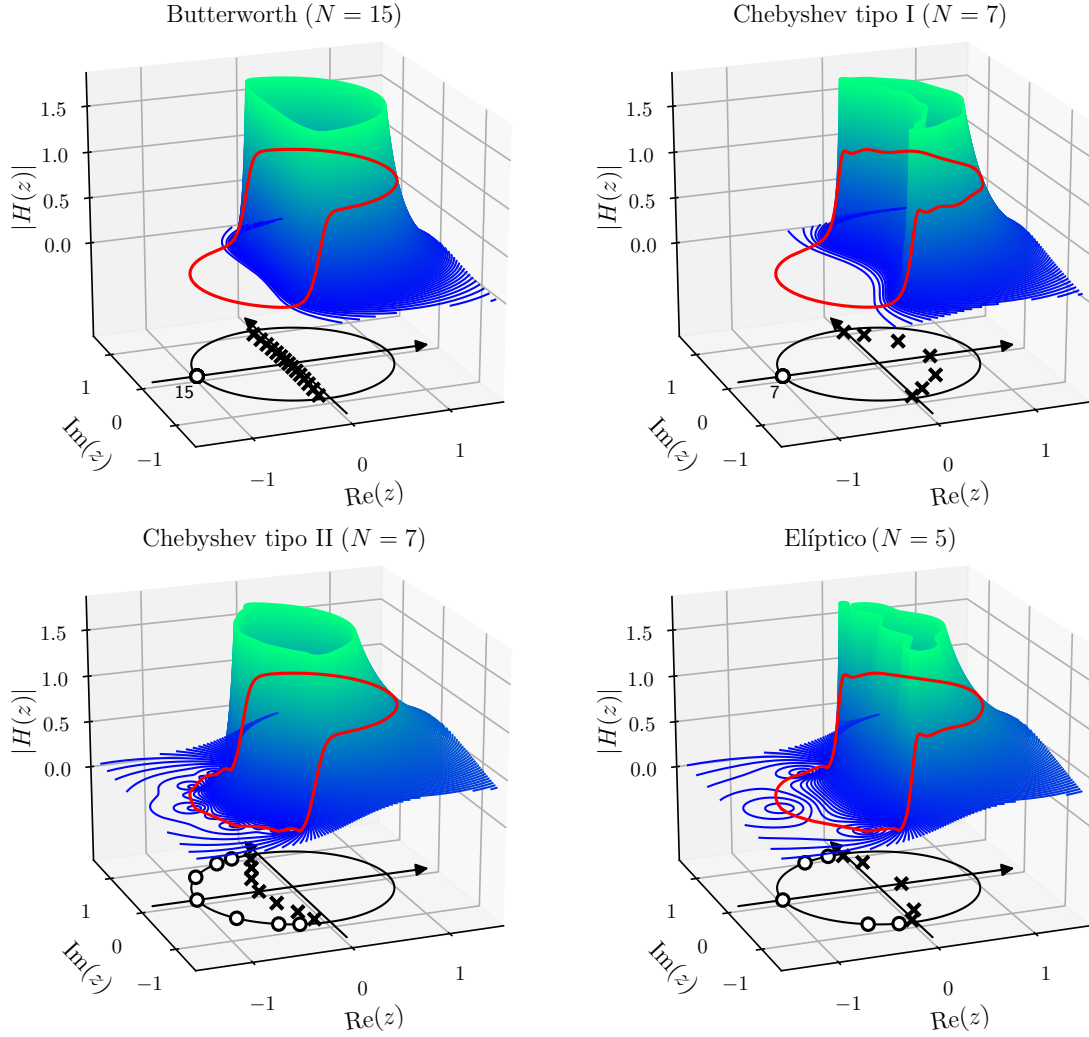 Butterworth (N = 15)
1.5
1.0
0.5
0.0
|H(z)|
15
1
0
−1
Im(z)
−1
0
1
Re(z)
Chebyshev tipo I (N = 7)
1.5
1.0
0.5
0.0
|H(z)|
7
1
0
−1
Im(z)
−1
0
1
Re(z)
Chebyshev tipo II (N = 7)
1.5
1.0
0.5
0.0
|H(z)|
1
0
−1
Im(z)
−1
0
1
Re(z)
Elíptico (N = 5)
1.5
1.0
0.5
0.0
|H(z)|
1
0
−1
Im(z)
−1
0
1
Re(z)